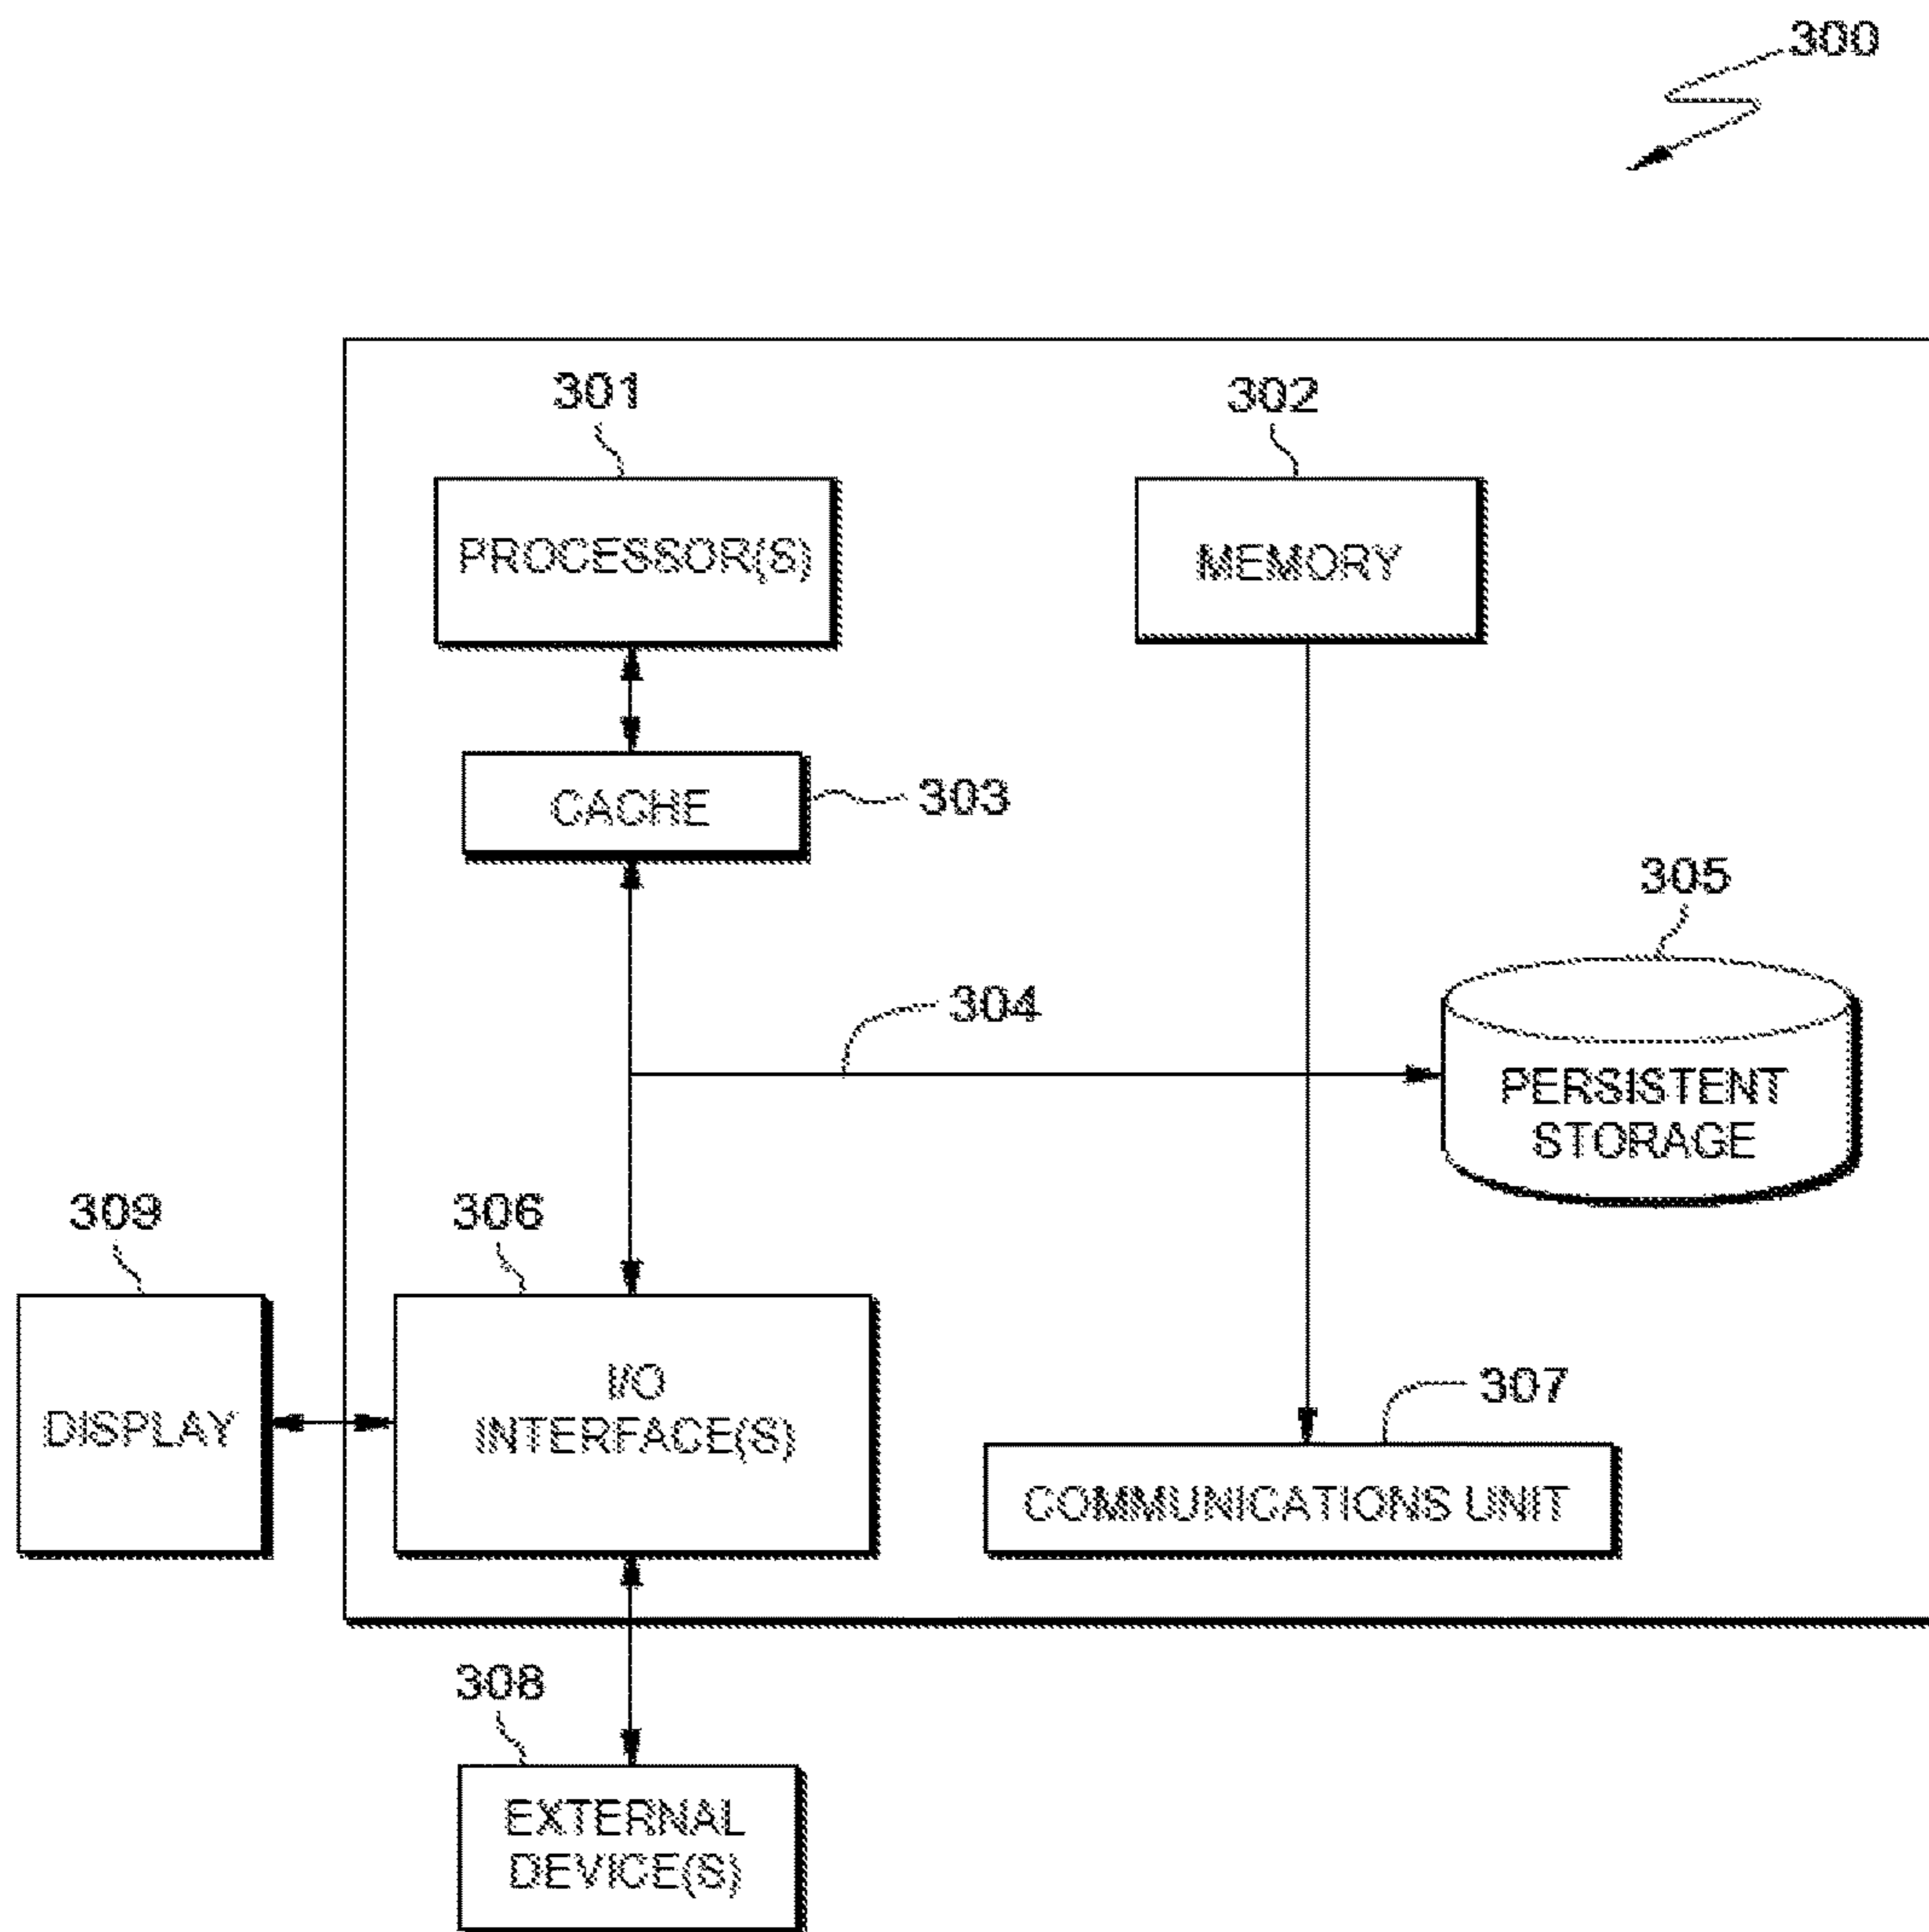 300
301
302
PROCESSOR(S)
MEMORY
CACHE
303
305
304
PERSISTENT
STORAGE
309
306
DISPLAY
I/O
INTERFACE(S)
307
COMMUNICATIONS UNIT
308
EXTERNAL
DEVICE(S)